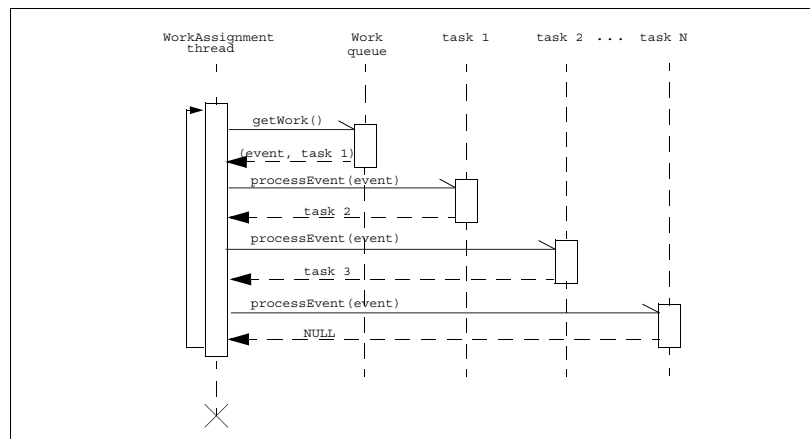 WorkAssignment
thread
Work
queue
task 1
task 2 ... task N
getWork()
(event, task 1)
processEvent(event)
task 2
processEvent(event)
task 3
processEvent(event)
NULL